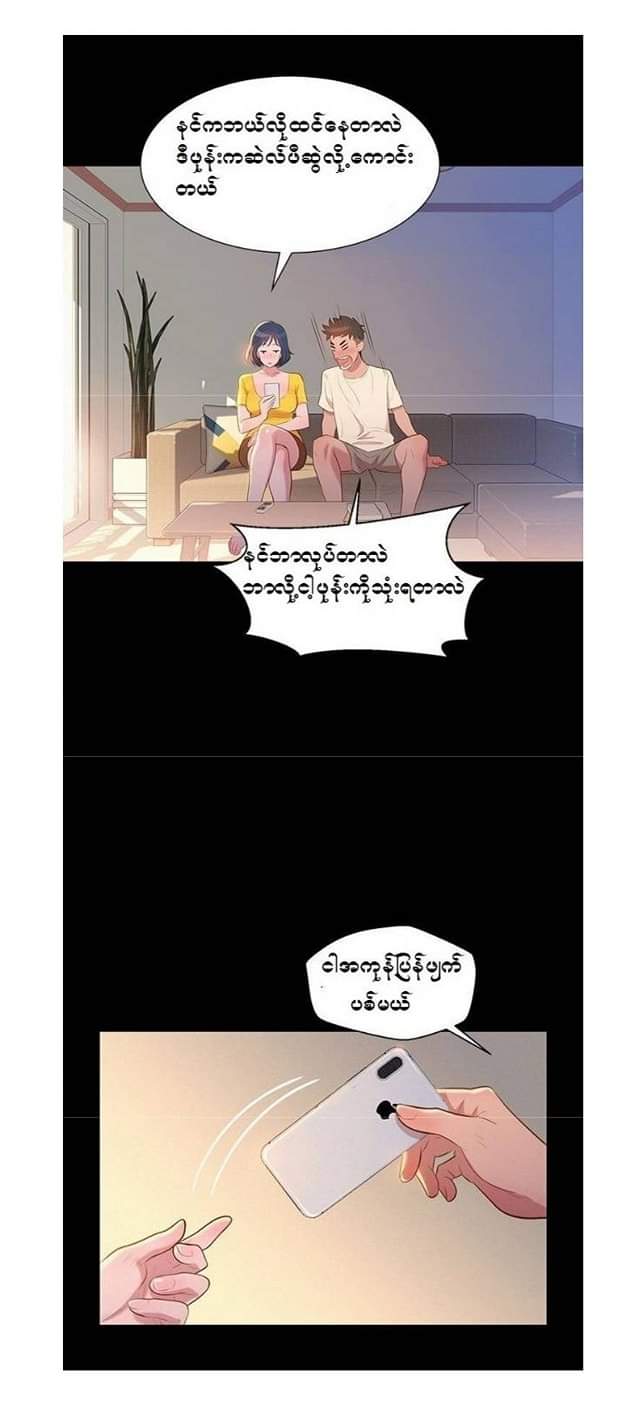 နင်ကဘယ်လိုထင်နေတာလဲ
ဒီဖုန်းကဆဲလ်ဖီဆွဲလို့ကောင်း
တယ်
နင်ဘာလုပ်တာလဲ
ဘာလို့ငါ့ဖုန်းကိုသုံးရတာလဲ
ငါအကုန်ပြန်ဖျက်
ပစ်မယ်